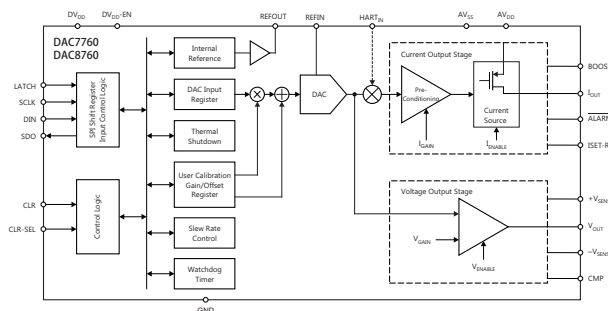 DV_DD
DV_DD-EN
REFOUT
REFIN
HART_IN
AV_SS
AV_DD
DAC7760
DAC8760
LATCH
SCLK
DIN
SDO
CLR
CLR-SEL
SPI Shift Register
Input Control Logic
Control Logic
Internal
Reference
DAC Input
Register
Thermal
Shutdown
User Calibration
Gain/Offset
Register
Slew Rate
Control
Watchdog
Timer
DAC
Current Output Stage
Pre-
Conditioning
Current
Source
I_GAIN
I_ENABLE
Voltage Output Stage
V_GAIN
V_ENABLE
BOOST
I_OUT
ALARM
ISET-R
+V_SENS
V_OUT
−V_SENS
CMP
GND